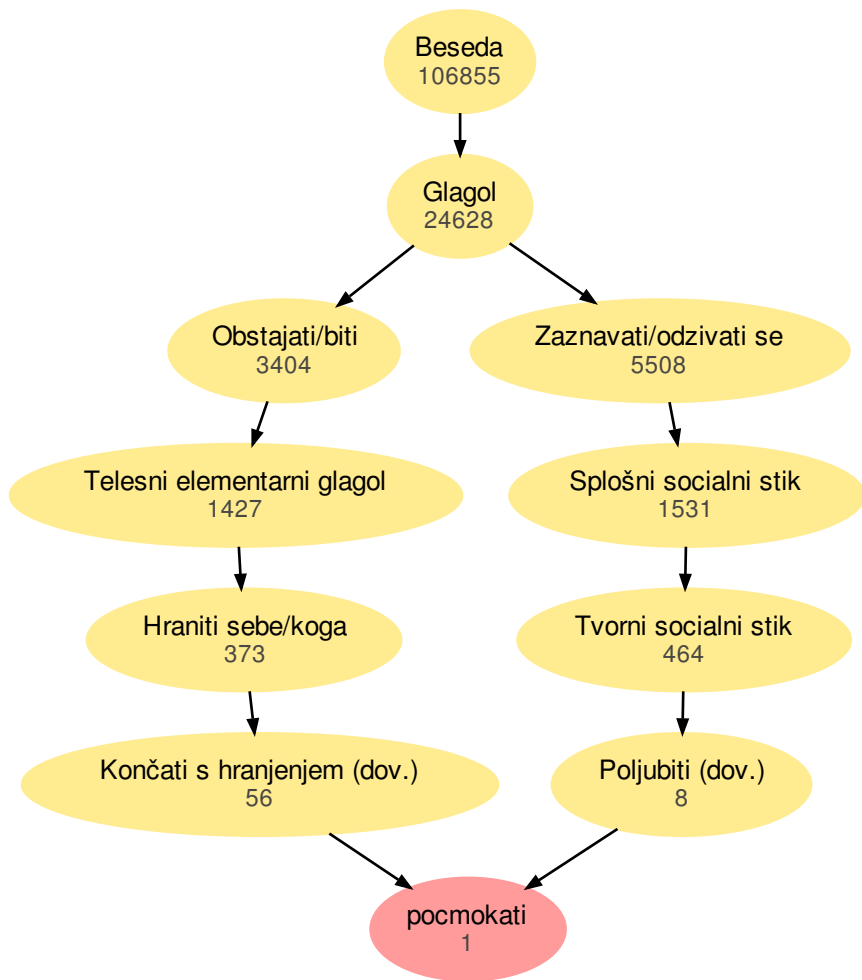 Beseda
106855
Glagol
24628
Obstajati/biti
3404
Zaznavati/odzivati se
5508
Telesni elementarni glagol
1427
Splošni socialni stik
1531
Hraniti sebe/koga
373
Tvorni socialni stik
464
Končati s hranjenjem (dov.)
56
Poljubiti (dov.)
8
pocmokati
1